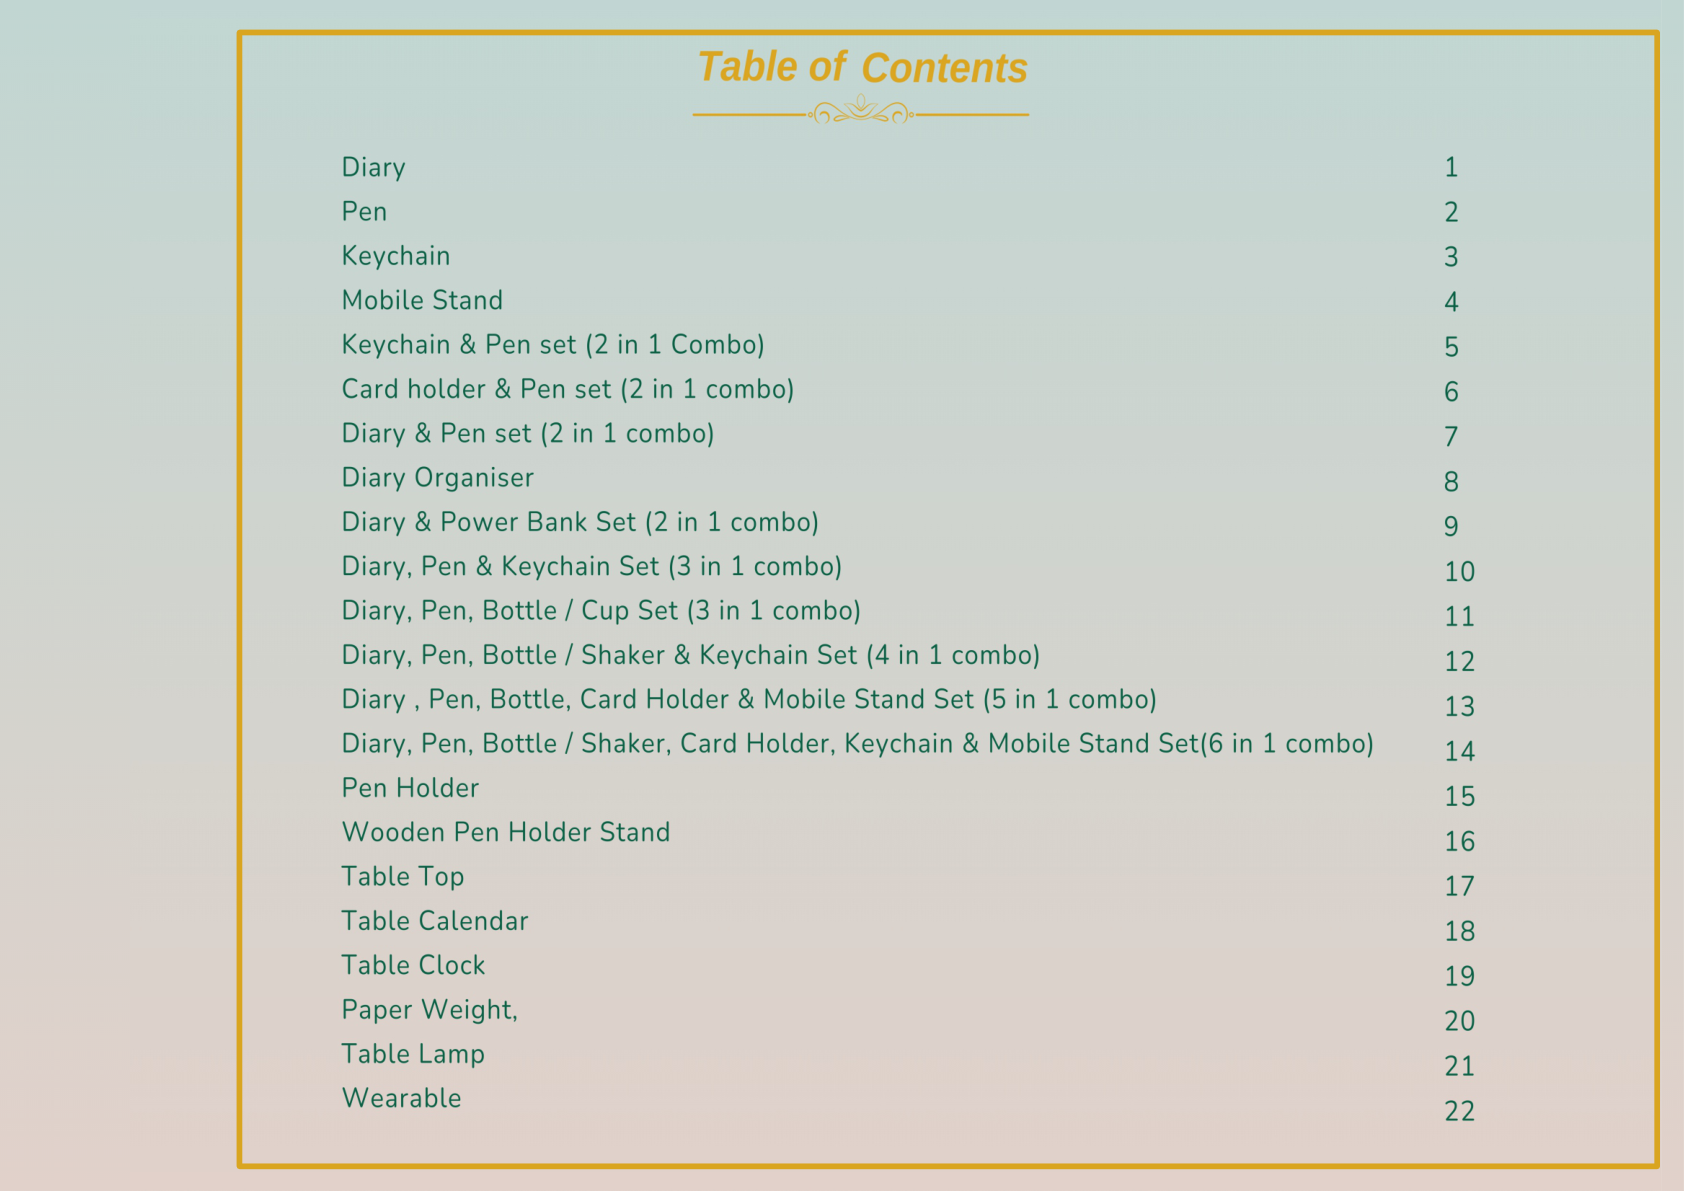 Table of Contents
Diary 1
Pen 2
Keychain 3
Mobile Stand 4
Keychain & Pen set (2 in 1 Combo) 5
Card holder & Pen set (2 in 1 combo) 6
Diary & Pen set (2 in 1 combo) 7
Diary Organiser 8
Diary & Power Bank Set (2 in 1 combo) 9
Diary, Pen & Keychain Set (3 in 1 combo) 10
Diary, Pen, Bottle / Cup Set (3 in 1 combo) 11
Diary, Pen, Bottle / Shaker & Keychain Set (4 in 1 combo) 12
Diary , Pen, Bottle, Card Holder & Mobile Stand Set (5 in 1 combo) 13
Diary, Pen, Bottle / Shaker, Card Holder, Keychain & Mobile Stand Set(6 in 1 combo) 14
Pen Holder 15
Wooden Pen Holder Stand 16
Table Top 17
Table Calendar 18
Table Clock 19
Paper Weight, 20
Table Lamp 21
Wearable 22